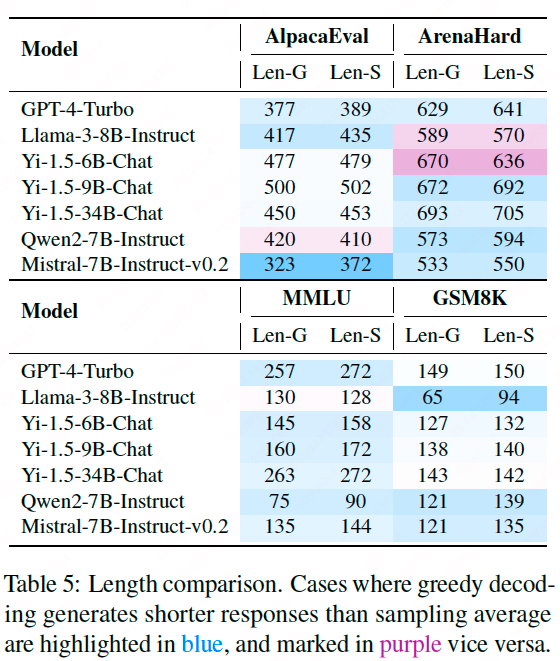 Model AlpacaEval ArenaHard
Len-G Len-S Len-G Len-S
GPT-4-Turbo 377 389 629 641
Llama-3-8B-Instruct 417 435 589 570
Yi-1.5-6B-Chat 477 479 670 636
Yi-1.5-9B-Chat 500 502 672 692
Yi-1.5-34B-Chat 450 453 693 705
Qwen2-7B-Instruct 420 410 573 594
Mistral-7B-Instruct-v0.2 323 372 533 550
Model MMLU GSM8K
Len-G Len-S Len-G Len-S
GPT-4-Turbo 257 272 149 150
Llama-3-8B-Instruct 130 128 65 94
Yi-1.5-6B-Chat 145 158 127 132
Yi-1.5-9B-Chat 160 172 138 140
Yi-1.5-34B-Chat 263 272 143 142
Qwen2-7B-Instruct 75 90 121 139
Mistral-7B-Instruct-v0.2 135 144 121 135
Table 5: Length comparison. Cases where greedy decod-
ing generates shorter responses than sampling average
are highlighted in blue, and marked in purple vice versa.